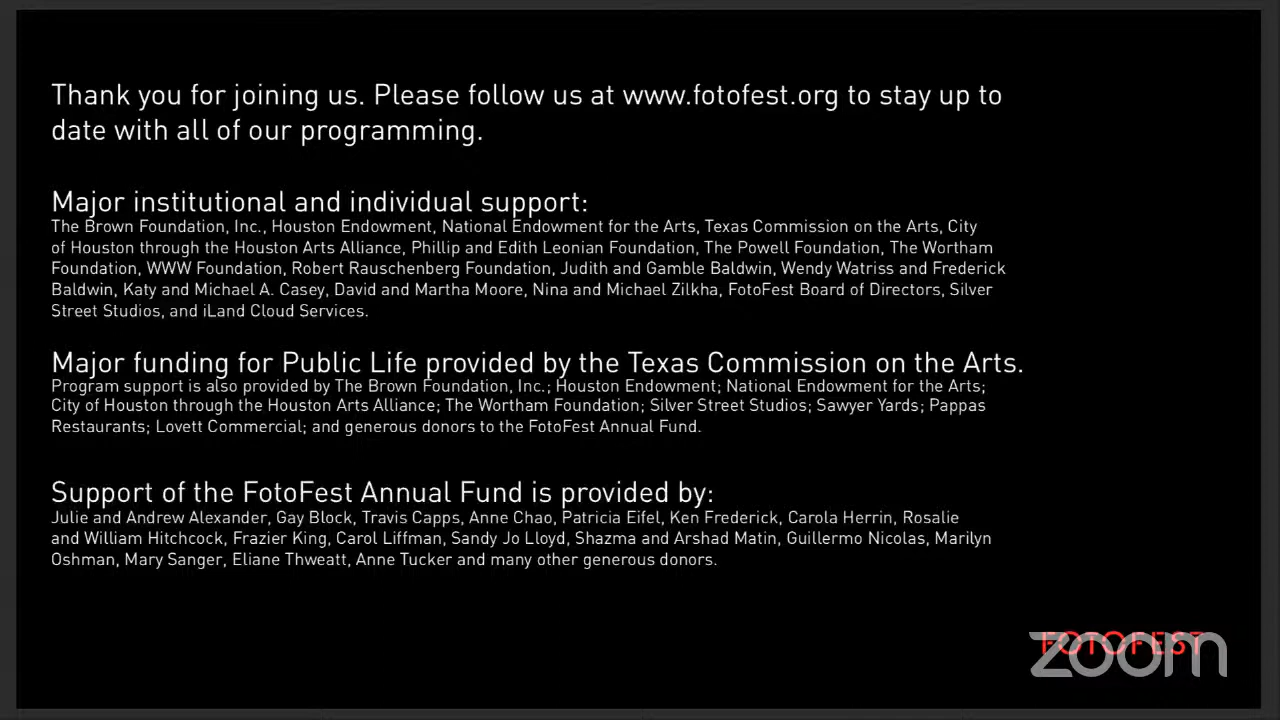 Thank you for joining us. Please follow us at www.fotofest.org to stay up to
date with all of our programming.
Major institutional and individual support:
The Brown Foundation, Inc., Houston Endowment, National Endowment for the Arts, Texas Commission on the Arts, City
of Houston through the Houston Arts Alliance, Phillip and Edith Leonian Foundation, The Powell Foundation, The Wortham
Foundation, WWW Foundation, Robert Rauschenberg Foundation, Judith and Gamble Baldwin, Wendy Watriss and Frederick
Baldwin, Katy and Michael A. Casey, David and Martha Moore, Nina and Michael Zilkha, FotoFest Board of Directors, Silver
Street Studios, and iLand Cloud Services.
Major funding for Public Life provided by the Texas Commission on the Arts.
Program support is also provided by The Brown Foundation, Inc.; Houston Endowment; National Endowment for the Arts;
City of Houston through the Houston Arts Alliance; The Wortham Foundation; Silver Street Studios; Sawyer Yards; Pappas
Restaurants; Lovett Commercial; and generous donors to the FotoFest Annual Fund.
Support of the FotoFest Annual Fund is provided by:
Julie and Andrew Alexander, Gay Block, Travis Capps, Anne Chao, Patricia Eifel, Ken Frederick, Carola Herrin, Rosalie
and William Hitchcock, Frazier King, Carol Liffman, Sandy Jo Lloyd, Shazma and Arshad Matin, Guillermo Nicolas, Marilyn
Oshman, Mary Sanger, Eliane Thweatt, Anne Tucker and many other generous donors.
FOTOFEST
zoom